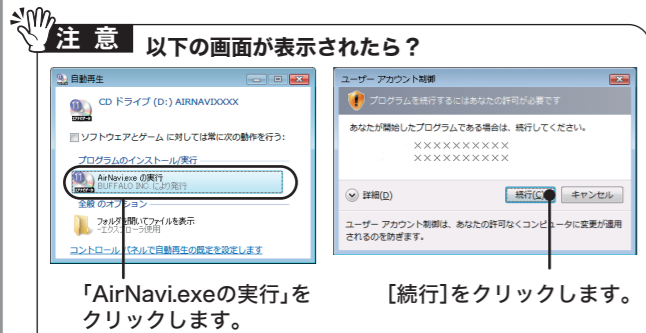 注 意
以下の画面が表示されたら？
自動再生
CD ドライブ (D:) AIRNAVIXXXX
ソフトウェアとゲーム に対しては常に次の動作を行う:
プログラムのインストール/実行
AirNavi.exe の実行
BUFFALO INC. により発行
全般 のオプション
フォルダを開いてファイルを表示
-エクスプローラ使用
コントロール パネルで自動再生の既定を設定します
「AirNavi.exeの実行」を
クリックします。
ユーザー アカウント制御
プログラムを続行するにはあなたの許可が必要です
あなたが開始したプログラムである場合は、続行してください。
××××××××××
××××××××××
詳細(D)
続行(C)
キャンセル
ユーザー アカウント制御は、あなたの許可なくコンピュータに変更が適用
されるのを防ぎます。
[続行]をクリックします。